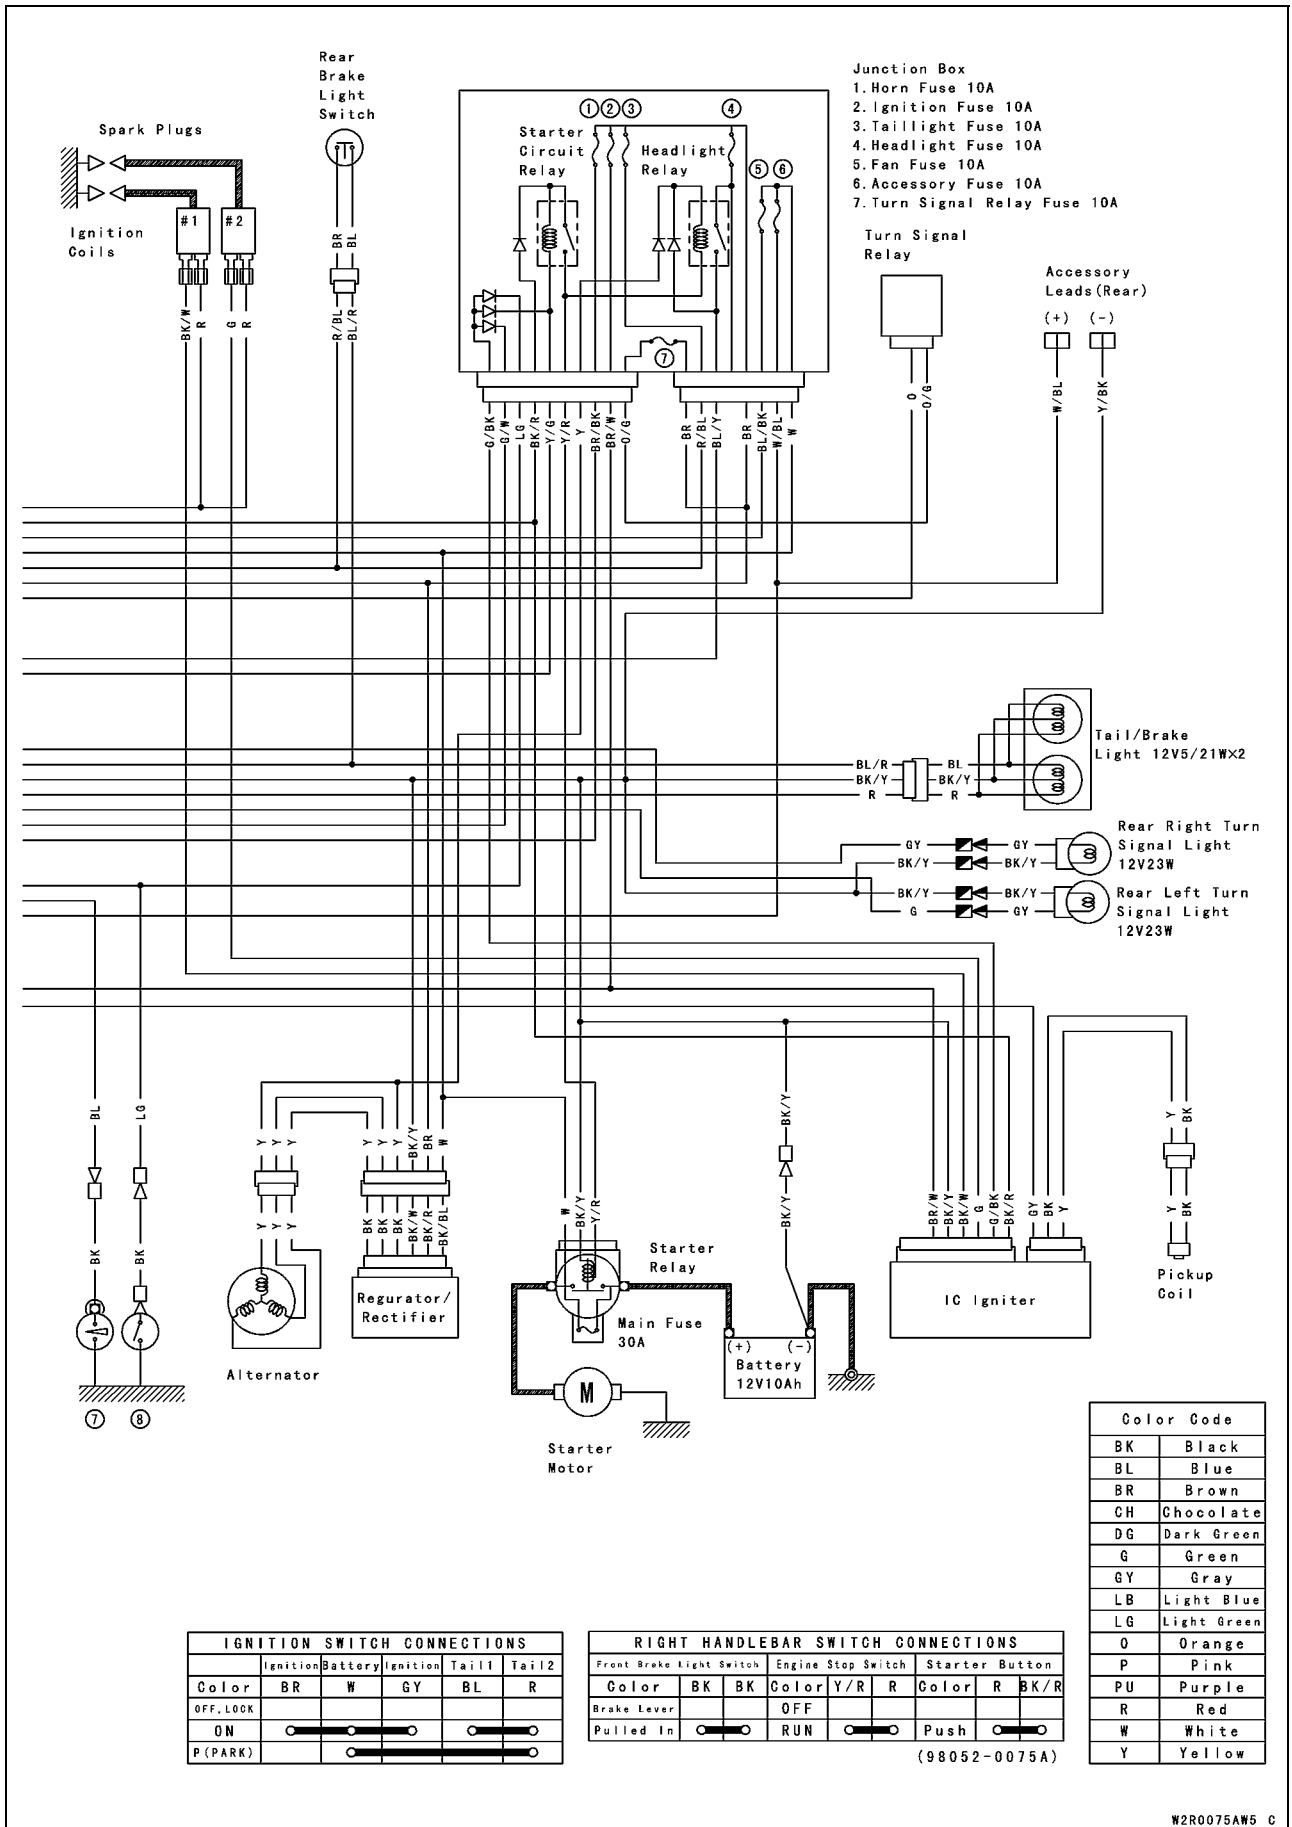 Rear
Brake
Light
Switch
Spark Plugs
Ignition
Coils
#1 #2
BR BL
BK/W R G R
R/BL BL/R
Starter
Circuit
Relay
Headlight
Relay
1 2 3 4
5 6
7
Junction Box
1.Horn Fuse 10A
2.Ignition Fuse 10A
3.Taillight Fuse 10A
4.Headlight Fuse 10A
5.Fan Fuse 10A
6.Accessory Fuse 10A
7.Turn Signal Relay Fuse 10A
Turn Signal
Relay
Accessory
Leads(Rear)
(+) (-)
G/BK G/W LG BK/R Y/G Y/R Y BR/BK BR/W O/G BR R/BL BL/Y BR BL/BK W/BL W
O O/G
W/BL Y/BK
Tail/Brake
Light 12V5/21W×2
BL/R BL
BK/Y BK/Y
R R
Rear Right Turn
Signal Light
12V23W
GY GY
BK/Y BK/Y
Rear Left Turn
Signal Light
12V23W
BK/Y BK/Y
G GY
BL LG
BK BK
7 8
Y Y Y
Y Y Y
Alternator
Y Y Y BK/Y BR W
BK BK BK BK/W BK/R BK/BL
Regurator/
Rectifier
W BK/Y Y/R
Starter
Relay
Main Fuse
30A
M
Starter
Motor
BK/Y
BK/Y
(+) (-)
Battery
12V10Ah
BR/W BK/Y BK/W G G/BK BK/R GY BK Y
IC Igniter
Y BK
Y BK
Pickup
Coil
Color Code
BK Black
BL Blue
BR Brown
CH Chocolate
DG Dark Green
G Green
GY Gray
LB Light Blue
LG Light Green
O Orange
P Pink
PU Purple
R Red
W White
Y Yellow
IGNITION SWITCH CONNECTIONS
Ignition Battery Ignition Tail1 Tail2
Color BR W GY BL R
OFF,LOCK
ON
P(PARK)
RIGHT HANDLEBAR SWITCH CONNECTIONS
Front Brake Light Switch Engine Stop Switch Starter Button
Color BK BK Color Y/R R Color R BK/R
Brake Lever OFF
Pulled In RUN Push
(98052-0075A)
W2R0075AW5 C